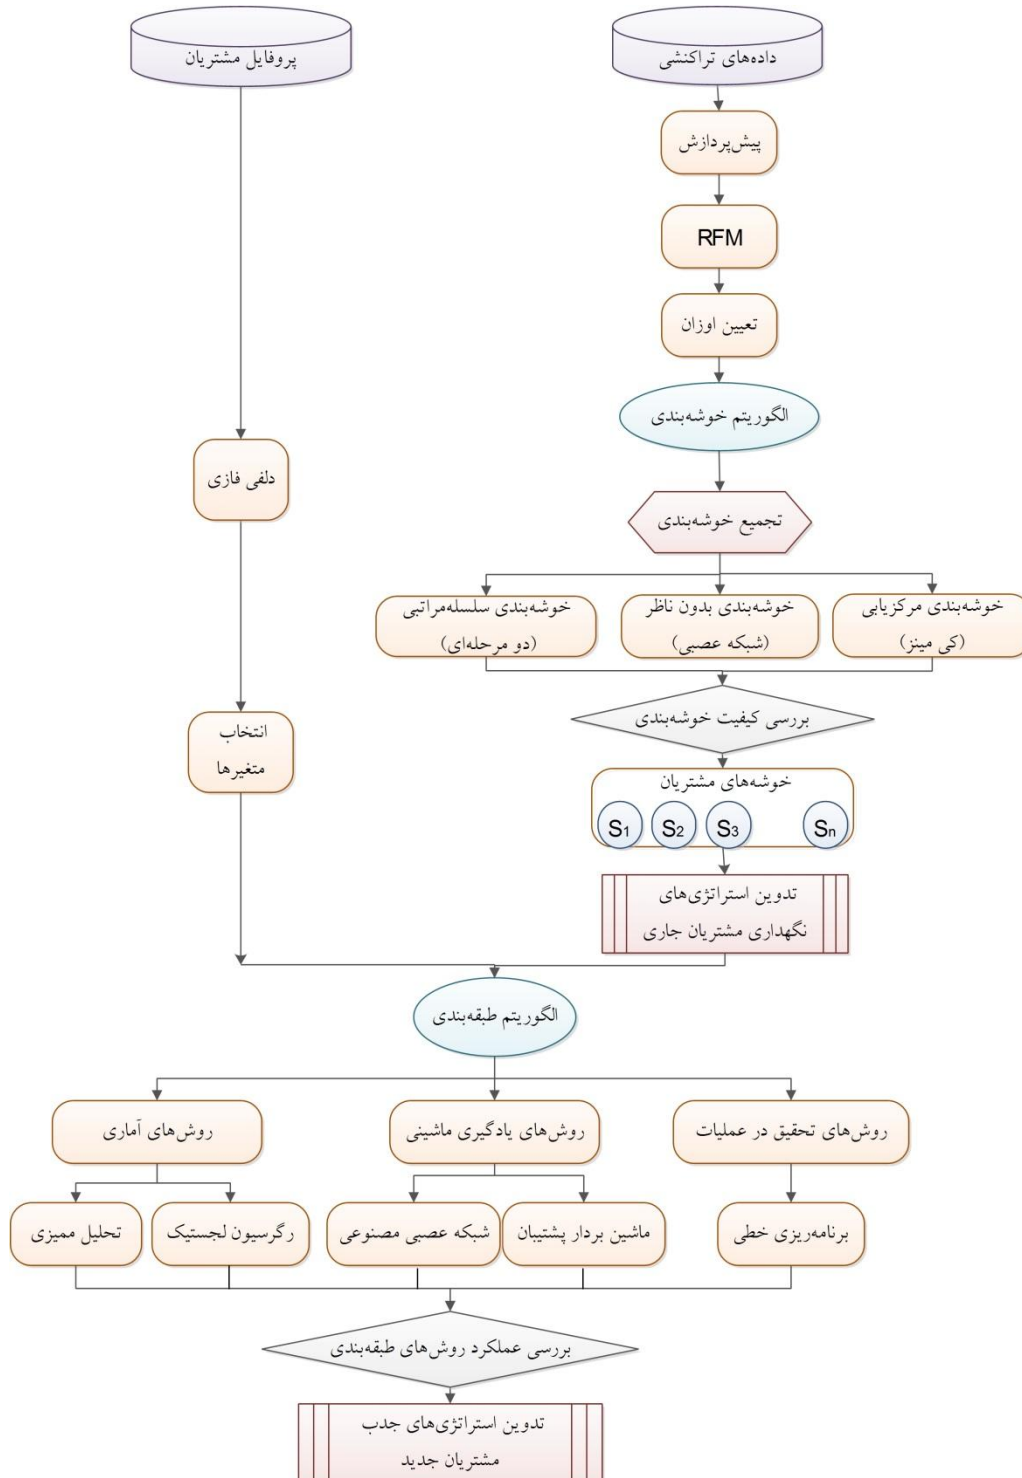 داده‌های تراکنشی
پروفایل مشتریان
پیش‌پردازش
RFM
تعیین اوزان
الگوریتم خوشه‌بندی
دلفی فازی
تجمیع خوشه‌بندی
خوشه‌بندی مرکزیابی
(کی مینز)
خوشه‌بندی بدون ناظر
(شبکه عصبی)
خوشه‌بندی سلسله‌مراتبی
(دو مرحله‌ای)
بررسی کیفیت خوشه‌بندی
انتخاب
متغیرها
خوشه‌های مشتریان
S1 S2 S3 Sn
تدوین استراتژی‌های
نگهداری مشتریان جاری
الگوریتم طبقه‌بندی
روش‌های تحقیق در عملیات
روش‌های یادگیری ماشینی
روش‌های آماری
برنامه‌ریزی خطی
ماشین بردار پشتیبان
شبکه عصبی مصنوعی
رگرسیون لجستیک
تحلیل ممیزی
بررسی عملکرد روش‌های طبقه‌بندی
تدوین استراتژی‌های جدب
مشتریان جدید